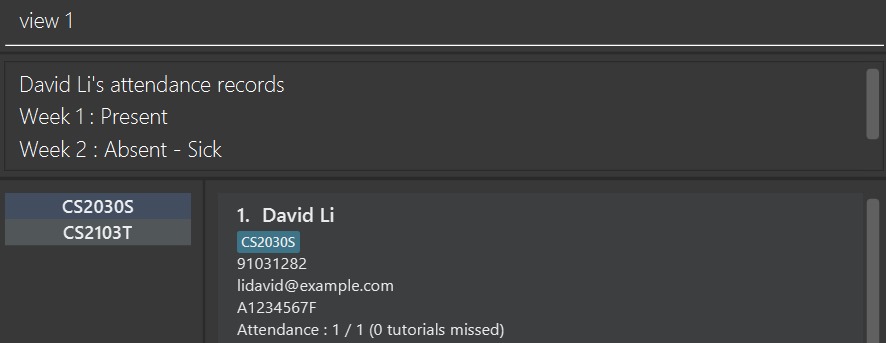 view 1
David Li's attendance records
Week 1 : Present
Week 2 : Absent - Sick
CS2030S
CS2103T
1. David Li
CS2030S
91031282
lidavid@example.com
A1234567F
Attendance : 1 / 1 (0 tutorials missed)